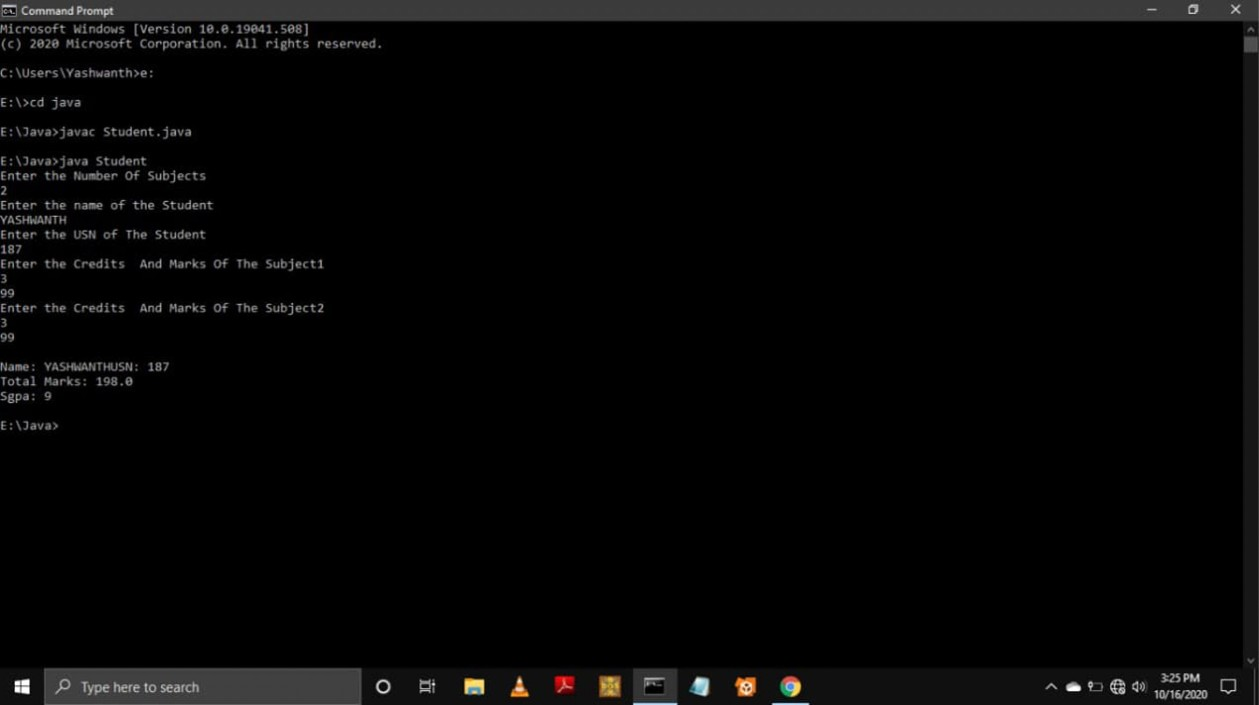 Command Prompt
Microsoft Windows [Version 10.0.19041.508]
(c) 2020 Microsoft Corporation. All rights reserved.
C:\Users\Yashwanth>e:
E:\>cd java
E:\Java>javac Student.java
E:\Java>java Student
Enter the Number Of Subjects
2
Enter the name of the Student
YASHWANTH
Enter the USN of The Student
187
Enter the Credits  And Marks Of The Subject1
3
99
Enter the Credits  And Marks Of The Subject2
3
99
Name: YASHWANTHUSN: 187
Total Marks: 198.0
Sgpa: 9
E:\Java>
Type here to search
3:25 PM
10/16/2020